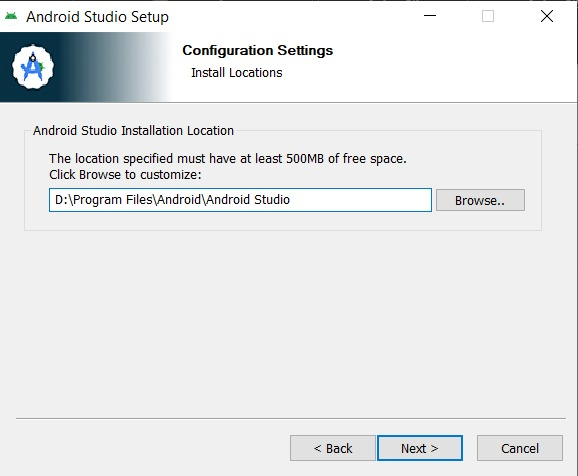 Android Studio Setup
Configuration Settings
Install Locations
Android Studio Installation Location
The location specified must have at least 500MB of free space.
Click Browse to customize:
D:\Program Files\Android\Android Studio
Browse..
< Back
Next >
Cancel